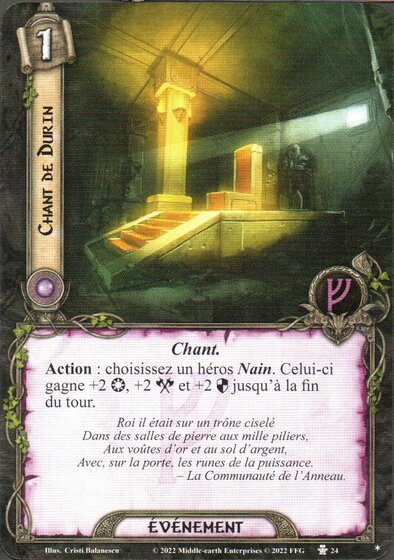 1
CHANT DE DURIN
Chant.
Action : choisissez un héros Nain. Celui-ci
gagne +2, +2 et +2 jusqu'à la fin
du tour.
Roi il était sur un trône ciselé
Dans des salles de pierre aux mille piliers,
Aux voûtes d'or et au sol d'argent,
Avec, sur la porte, les runes de la puissance.
– La Communauté de l'Anneau.
ÉVÉNEMENT
Illus. Cristi Balanescu © 2022 Middle-earth Enterprises © 2022 FFG 24